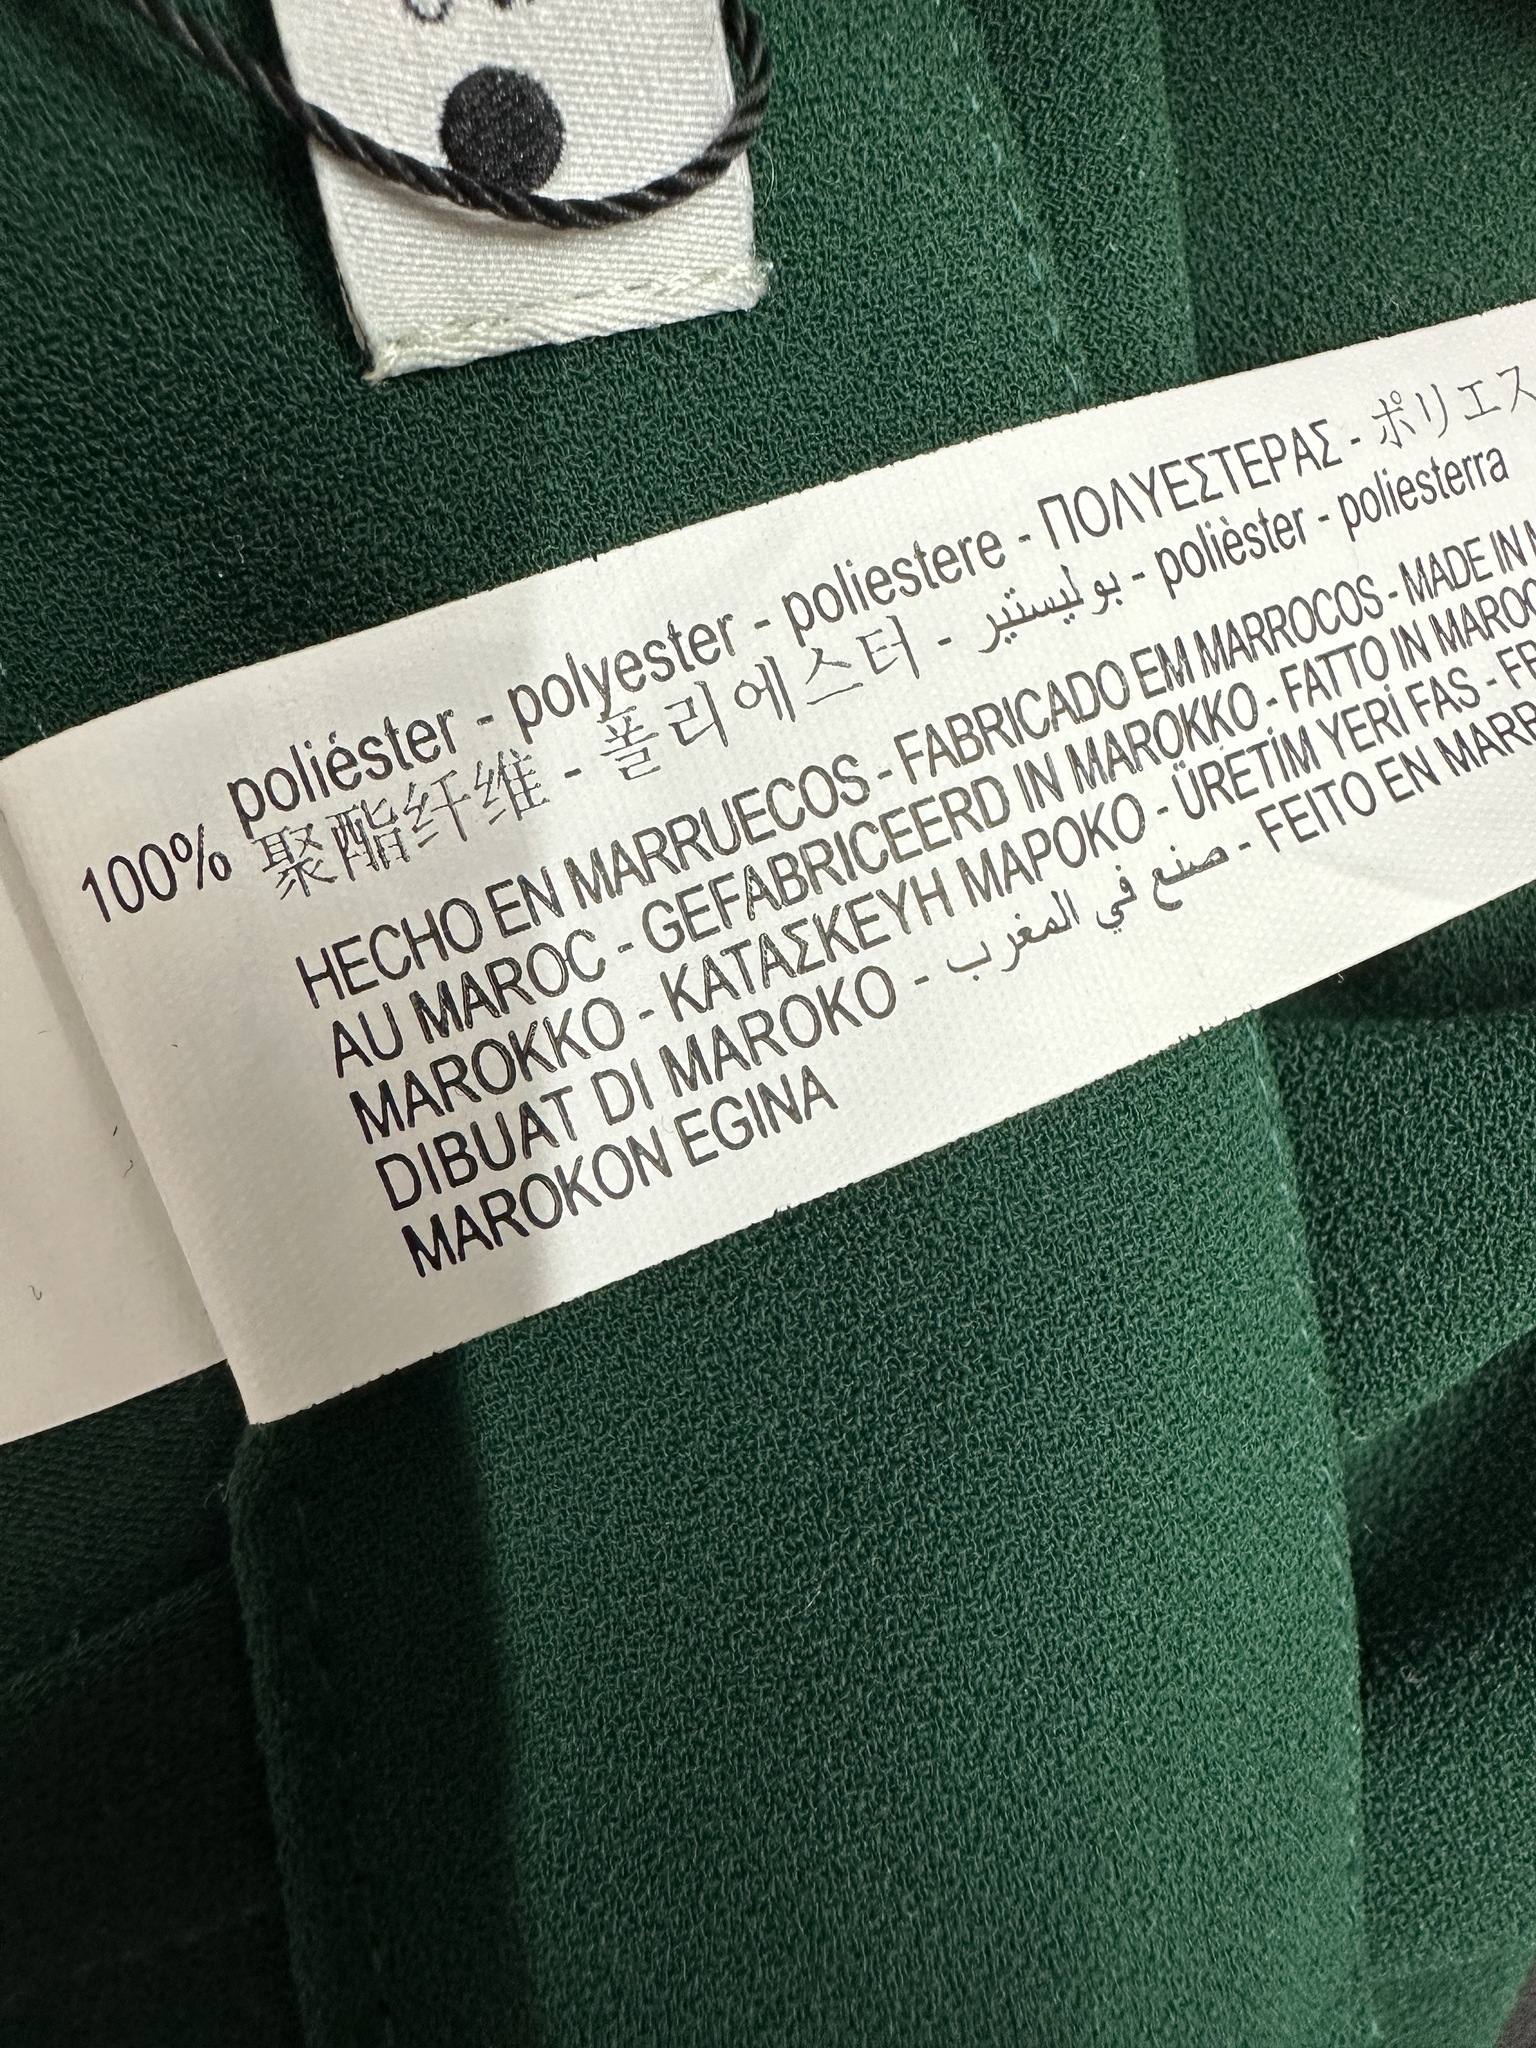 100% poliéster - polyester - poliestere - ΠΟΛΥΕΣΤΕΡΑΣ - ポリエス
聚酯纤维 - 폴리에스터 - بوليستير - polièster - poliesterra
HECHO EN MARRUECOS - FABRICADO EM MARROCOS - MADE IN
AU MAROC - GEFABRICEERD IN MAROKKO - FATTO IN MAROC
MAROKKO - ΚΑΤΑΣΚΕΥΗ ΜΑΡΟΚΟ - ÜRETİM YERİ FAS -
DIBUAT DI MAROKO - صنع في المغرب - FEITO EN MARR
MAROKON EGINA